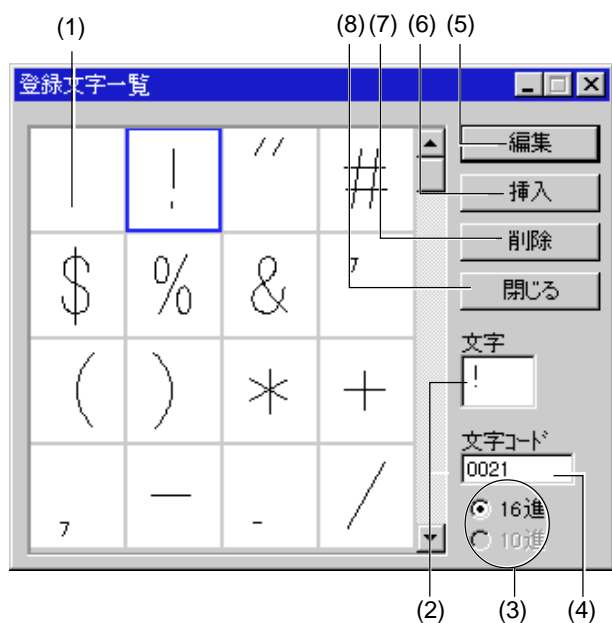 (1) (8) (7) (6) (5)
登録文字一覧
! " #
$ % & ’
( ) * +
, - . /
編集
挿入
削除
閉じる
文字
!
文字コード
0021
16進
10進
(2) (3) (4)